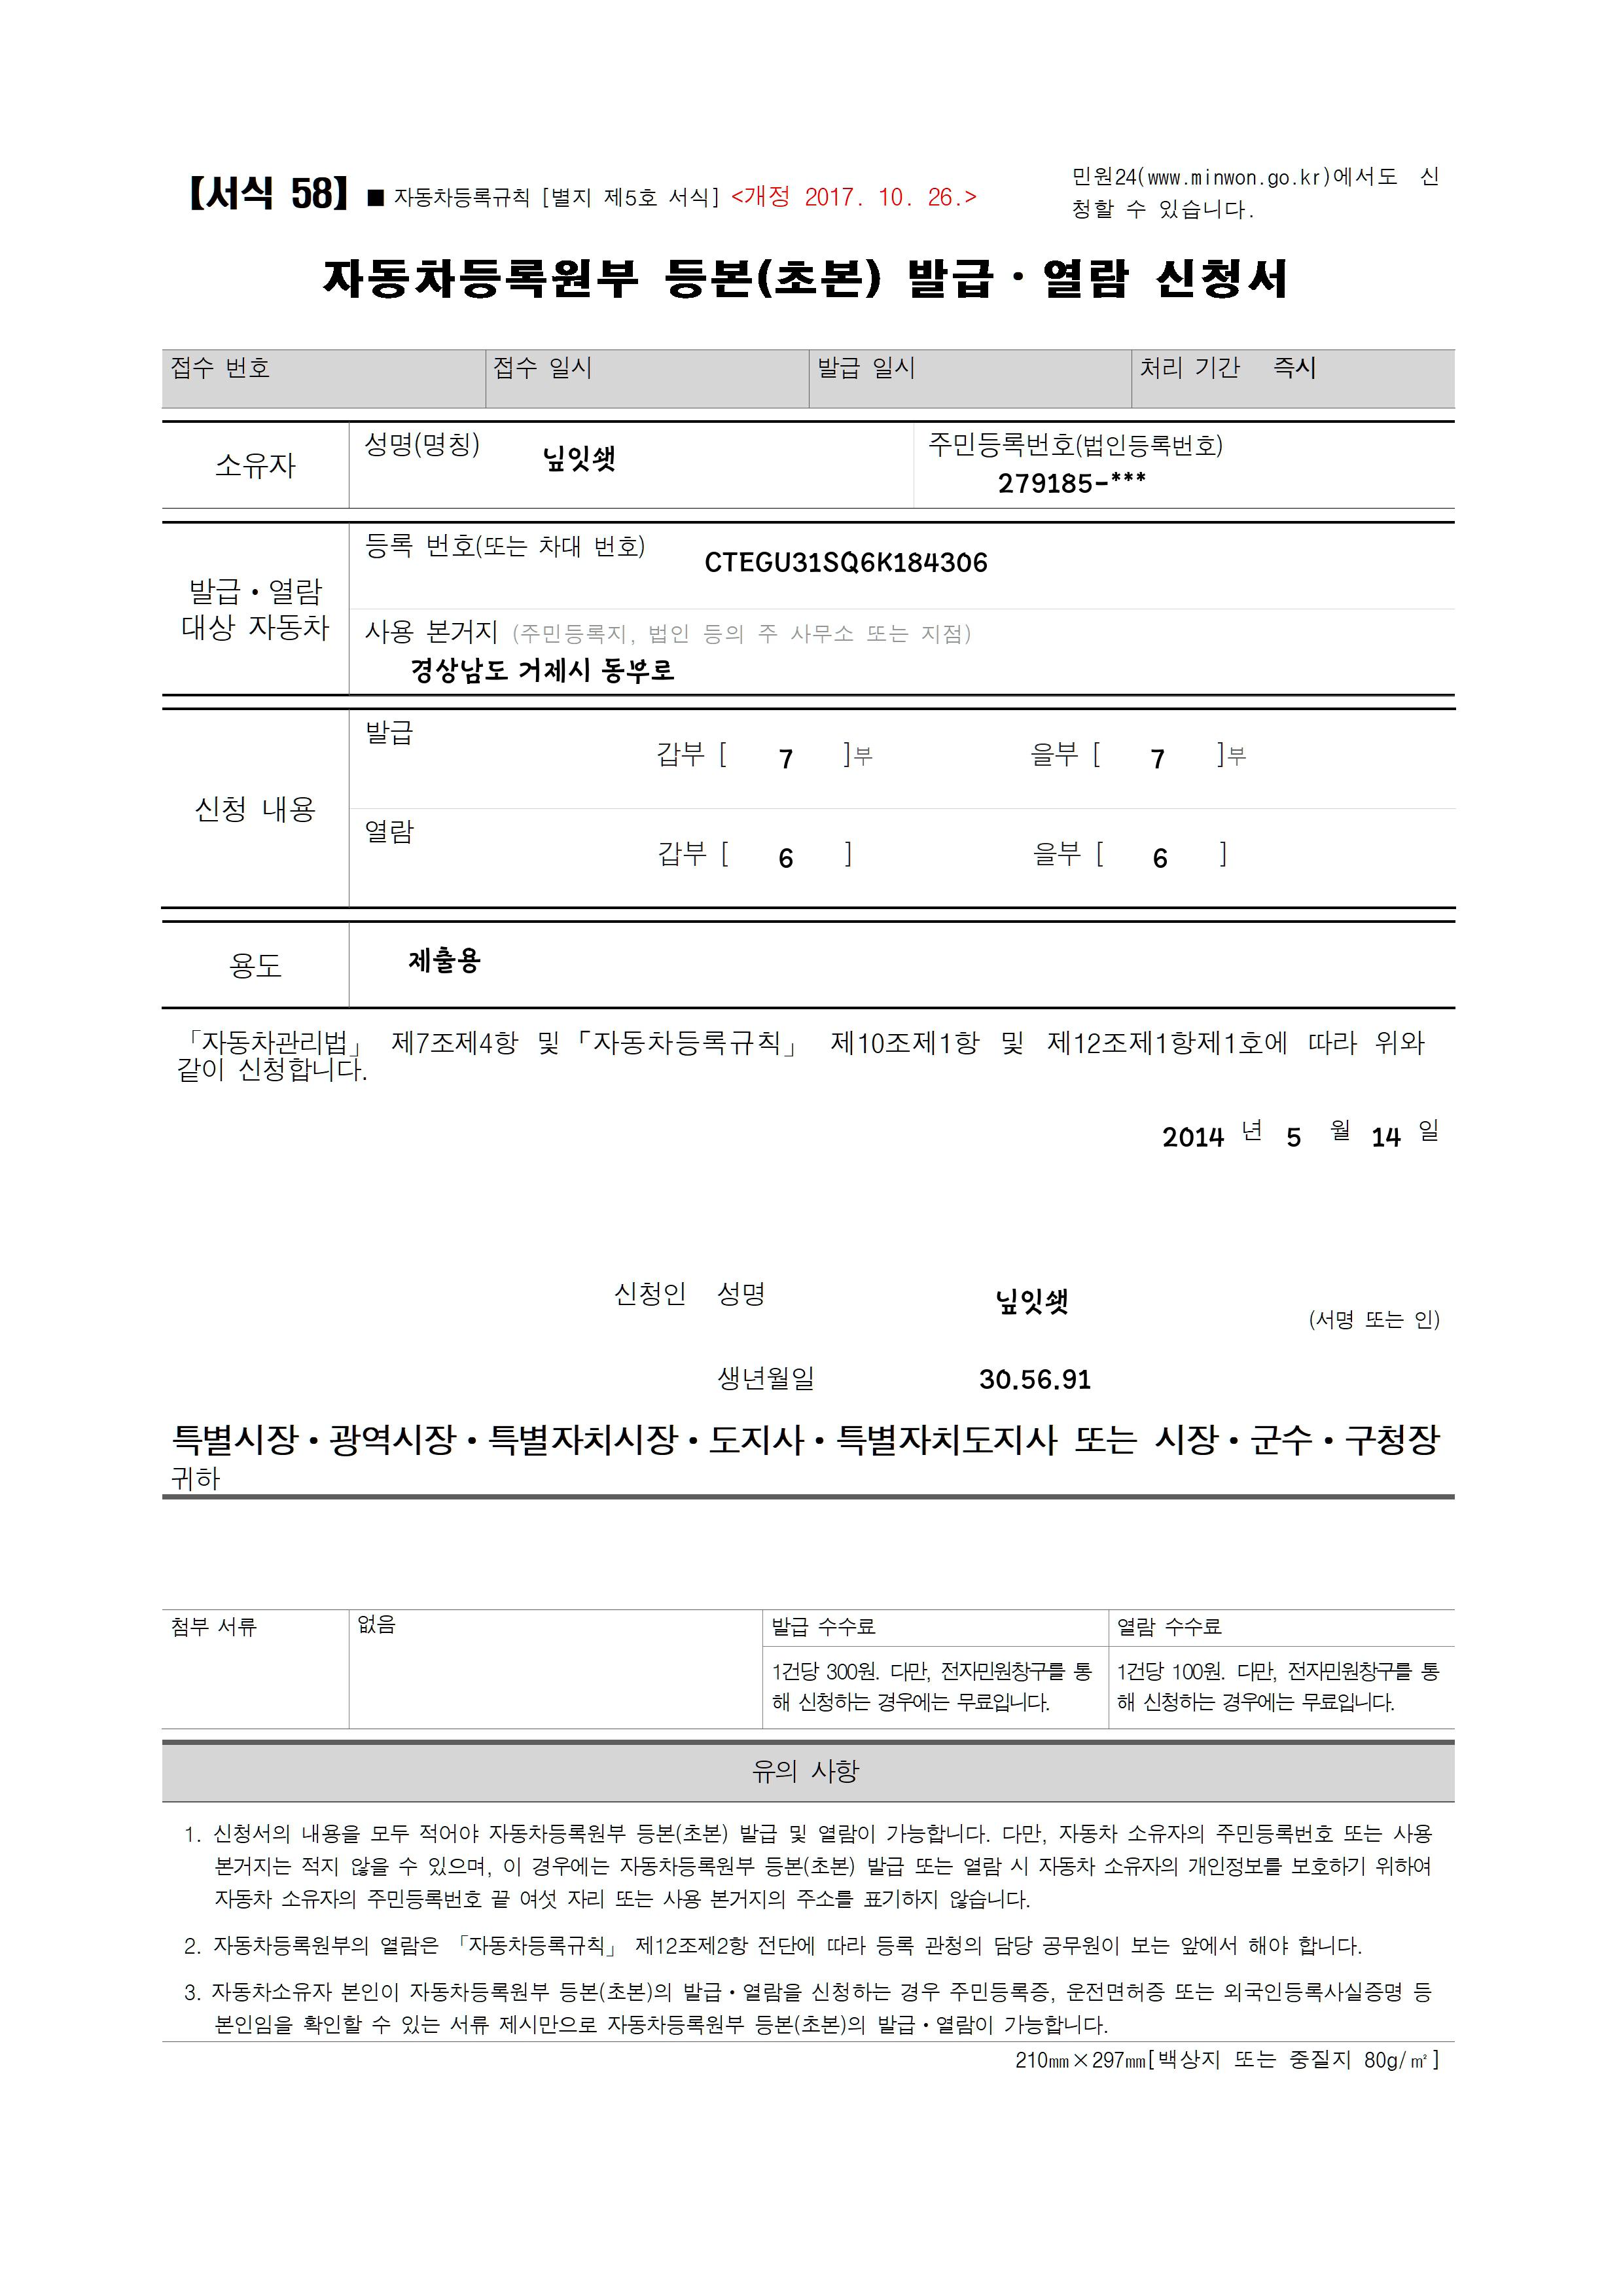 【서식 58】 ■ 자동차등록규칙 [별지 제5호 서식] <개정 2017. 10. 26.>
민원24(www.minwon.go.kr)에서도 신
청할 수 있습니다.
자동차등록원부 등본(초본) 발급·열람 신청서
접수 번호 접수 일시 발급 일시 처리 기간 즉시
소유자 성명(명칭) 닢잇쇗 주민등록번호(법인등록번호)
279185-***
발급·열람
대상 자동차
등록 번호(또는 차대 번호) CTEGU31SQ6K184306
사용 본거지 (주민등록지, 법인 등의 주 사무소 또는 지점)
경상남도 거제시 동부로
신청 내용
발급 갑부 [ 7 ]부 을부 [ 7 ]부
열람 갑부 [ 6 ] 을부 [ 6 ]
용도 제출용
「자동차관리법」 제7조제4항 및 「자동차등록규칙」 제10조제1항 및 제12조제1항제1호에 따라 위와
같이 신청합니다.
2014 년 5 월 14 일
신청인 성명 닢잇쇗 (서명 또는 인)
생년월일 30.56.91
특별시장·광역시장·특별자치시장·도지사·특별자치도지사 또는 시장·군수·구청장
귀하
첨부 서류 없음 발급 수수료 열람 수수료
1건당 300원. 다만, 전자민원창구를 통
해 신청하는 경우에는 무료입니다.
1건당 100원. 다만, 전자민원창구를 통
해 신청하는 경우에는 무료입니다.
유의 사항
1. 신청서의 내용을 모두 적어야 자동차등록원부 등본(초본) 발급 및 열람이 가능합니다. 다만, 자동차 소유자의 주민등록번호 또는 사용
본거지는 적지 않을 수 있으며, 이 경우에는 자동차등록원부 등본(초본) 발급 또는 열람 시 자동차 소유자의 개인정보를 보호하기 위하여
자동차 소유자의 주민등록번호 끝 여섯 자리 또는 사용 본거지의 주소를 표기하지 않습니다.
2. 자동차등록원부의 열람은 「자동차등록규칙」 제12조제2항 전단에 따라 등록 관청의 담당 공무원이 보는 앞에서 해야 합니다.
3. 자동차소유자 본인이 자동차등록원부 등본(초본)의 발급·열람을 신청하는 경우 주민등록증, 운전면허증 또는 외국인등록사실증명 등
본인임을 확인할 수 있는 서류 제시만으로 자동차등록원부 등본(초본)의 발급·열람이 가능합니다.
210㎜×297㎜[백상지 또는 중질지 80g/㎡]